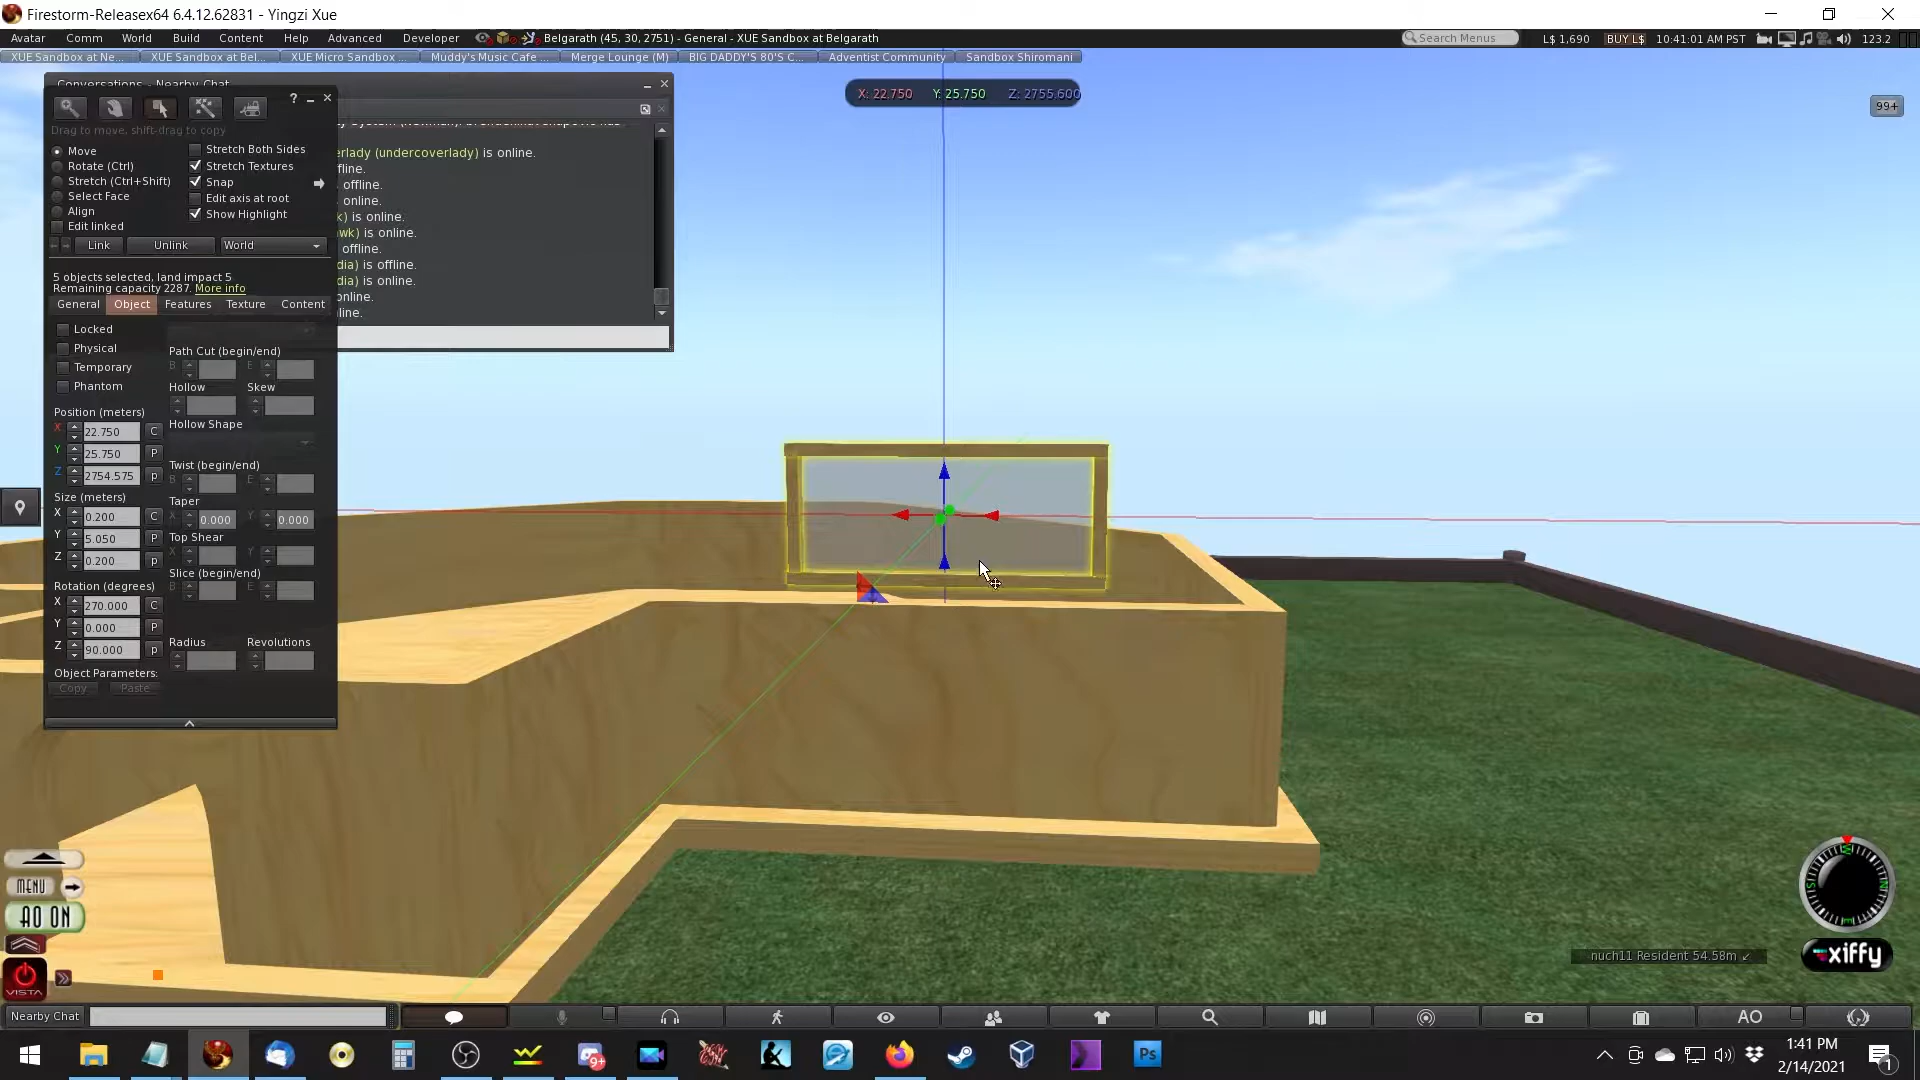 Firestorm-Releasex64 6.4.12.62831 - Yingzi Xue
Avatar Comm World Build Content Help Advanced Developer Belgarath (45, 30, 2751) - General - XUE Sandbox at Belgarath Search Menus L$ 1,690 BUY L$ 10:41:01 AM PST 123.2
XUE Sandbox at Ne... XUE Sandbox at Bel... XUE Micro Sandbox ... Muddy's Music Cafe ... Merge Lounge (M) BIG DADDY'S 80'S C... Adventist Community Sandbox Shiromani
Conversations - Nearby Chat
X: 22.750 Y: 25.750 Z: 2755.600
99+
Drag to move, shift-drag to copy
Move
Rotate (Ctrl)
Stretch (Ctrl+Shift)
Select Face
Align
Edit linked
Stretch Both Sides
Stretch Textures
Snap
Edit axis at root
Show Highlight
Link Unlink World
erlady (undercoverlady) is online.
ffline.
offline.
online.
k) is online.
wk) is online.
offline.
dia) is offline.
dia) is online.
online.
line.
5 objects selected, land impact 5
Remaining capacity 2287. More info
General Object Features Texture Content
Locked
Physical
Temporary
Phantom
Position (meters)
X 22.750 C
Y 25.750 P
Z 2754.575 p
Size (meters)
X 0.200 C
Y 5.050 P
Z 0.200 p
Rotation (degrees)
X 270.000 C
Y 0.000 P
Z 90.000 p
Object Parameters:
Copy Paste
Path Cut (begin/end)
B E
Hollow Skew
Hollow Shape
Twist (begin/end)
B E
Taper
X 0.000 Y 0.000
Top Shear
X Y
Slice (begin/end)
B E
Radius Revolutions
MENU
AO ON
VISTA
xiffy
nuch11 Resident 54.58m
Nearby Chat
AO
9+
Ps
1:41 PM
2/14/2021
1